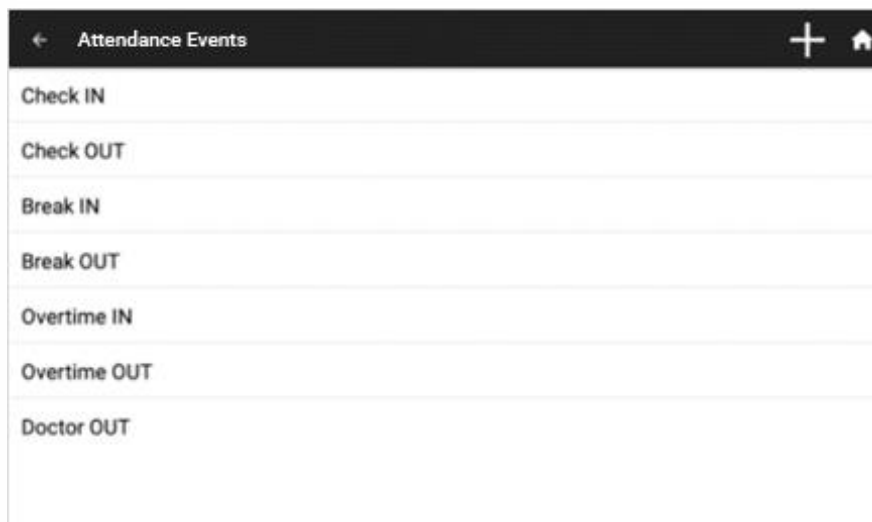 Attendance Events
Check IN
Check OUT
Break IN
Break OUT
Overtime IN
Overtime OUT
Doctor OUT